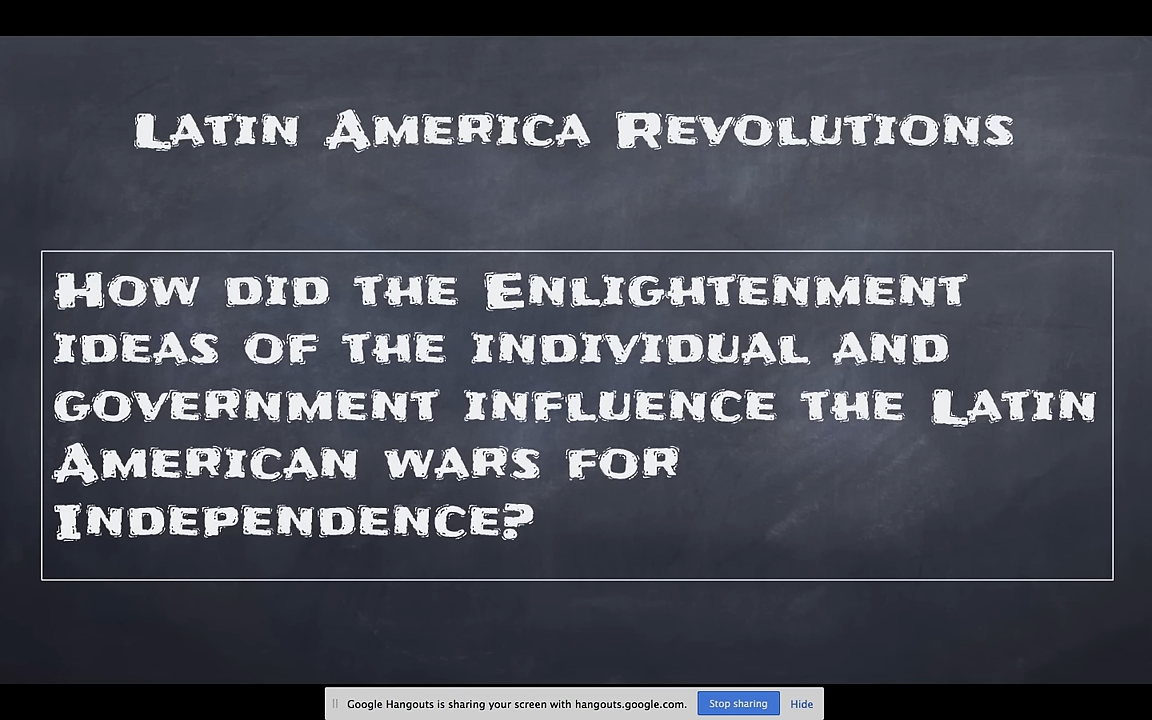 Latin America Revolutions
How did the Enlightenment
ideas of the individual and
government influence the Latin
American wars for
Independence?
Google Hangouts is sharing your screen with hangouts.google.com. Stop sharing Hide